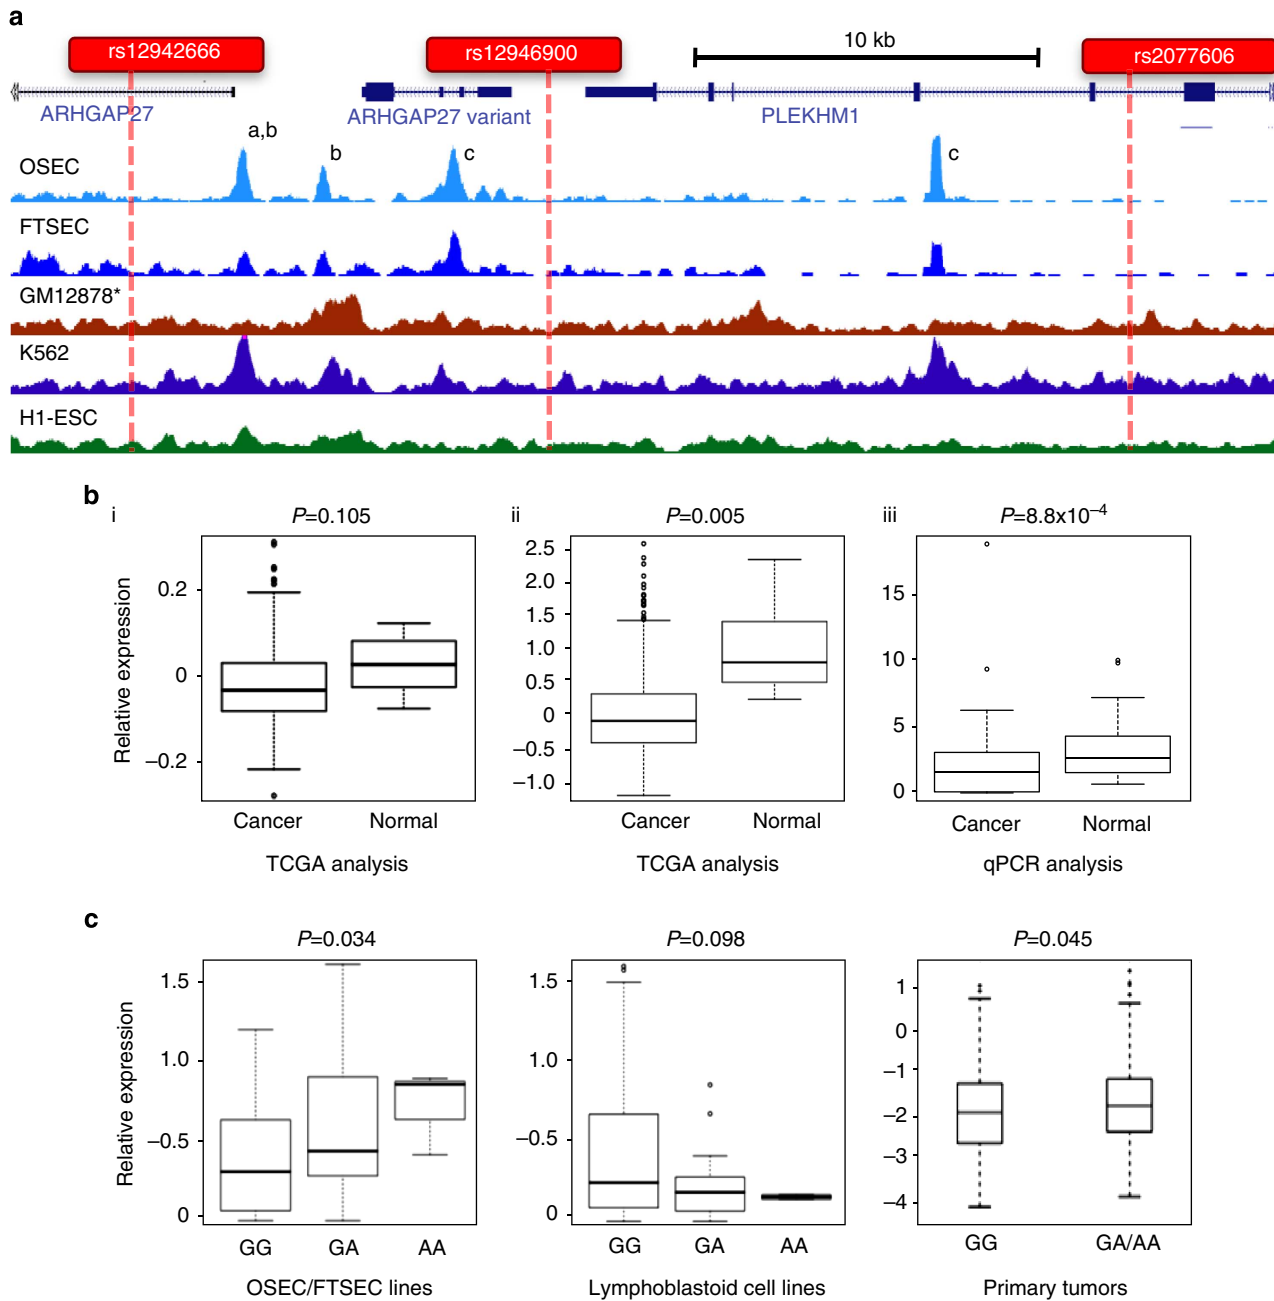 a
rs12942666 rs12946900 10 kb rs2077606
ARHGAP27 ARHGAP27 variant PLEKHM1
a,b b c c
OSEC
FTSEC
GM12878*
K562
H1-ESC
b
i P=0.105 ii P=0.005 iii P=8.8x10−4
Relative expression
0.2
0
−0.2
Cancer Normal
TCGA analysis
2.5
2.0
1.5
1.0
0.5
0
−0.5
−1.0
Cancer Normal
TCGA analysis
15
10
5
0
Cancer Normal
qPCR analysis
c
P=0.034 P=0.098 P=0.045
Relative expression
1.5
1.0
−0.5
0
GG GA AA
OSEC/FTSEC lines
1.5
1.0
−0.5
0
GG GA AA
Lymphoblastoid cell lines
1
0
−1
−2
−3
−4
GG GA/AA
Primary tumors